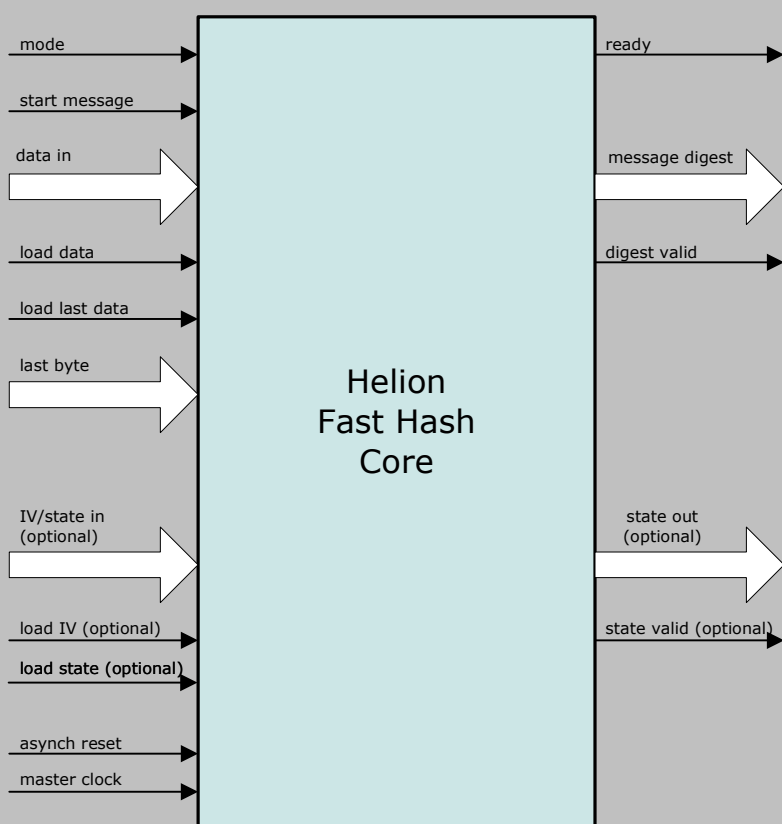 mode
start message
data in
load data
load last data
last byte
IV/state in
(optional)
load IV (optional)
load state (optional)
asynch reset
master clock
Helion
Fast Hash
Core
ready
message digest
digest valid
state out
(optional)
state valid (optional)